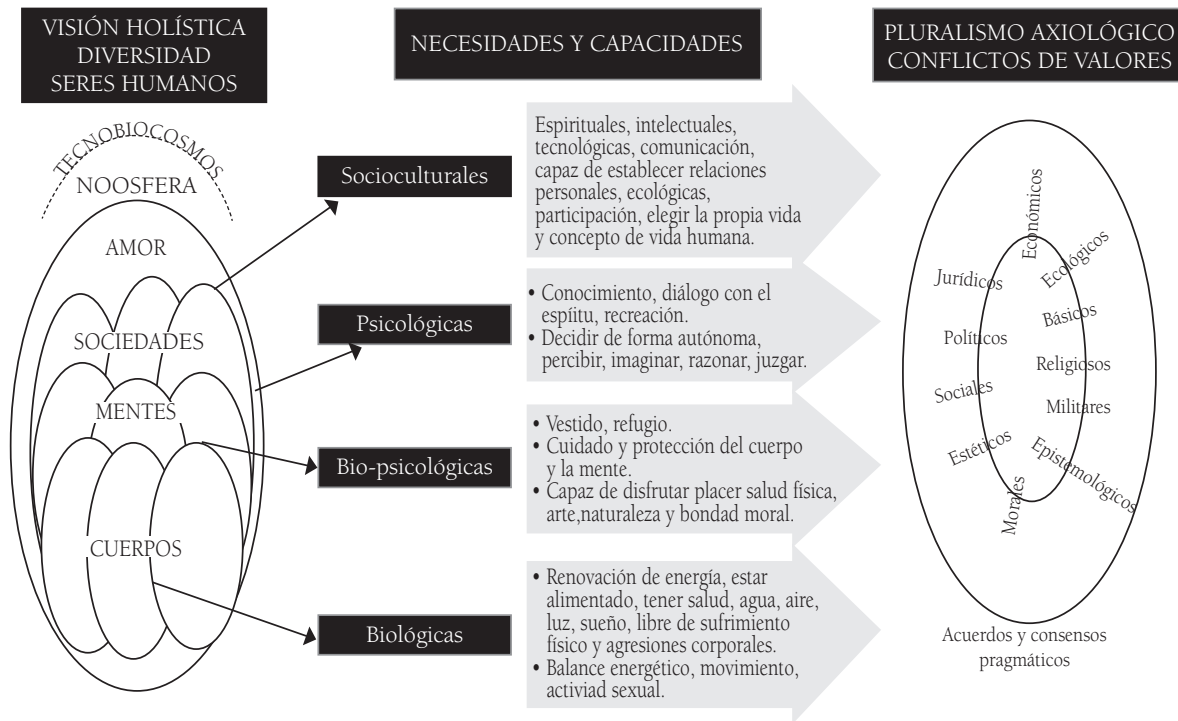 VISIÓN HOLÍSTICA
DIVERSIDAD
SERES HUMANOS
NECESIDADES Y CAPACIDADES
PLURALISMO AXIOLÓGICO
CONFLICTOS DE VALORES
TECNOBIOCOSMOS
NOOSFERA
AMOR
SOCIEDADES
MENTES
CUERPOS
Socioculturales
Espirituales, intelectuales,
tecnológicas, comunicación,
capaz de establecer relaciones
personales, ecológicas,
participación, elegir la propia vida
y concepto de vida humana.
Psicológicas
• Conocimiento, diálogo con el
espíitu, recreación.
• Decidir de forma autónoma,
percibir, imaginar, razonar, juzgar.
Bio-psicológicas
• Vestido, refugio.
• Cuidado y protección del cuerpo
y la mente.
• Capaz de disfrutar placer salud física,
arte,naturaleza y bondad moral.
Biológicas
• Renovación de energía, estar
alimentado, tener salud, agua, aire,
luz, sueño, libre de sufrimiento
físico y agresiones corporales.
• Balance energético, movimiento,
activiad sexual.
Económicos
Ecológicos
Jurídicos
Básicos
Políticos
Religiosos
Sociales
Militares
Estéticos
Epistemológicos
Morales
Acuerdos y consensos
pragmáticos